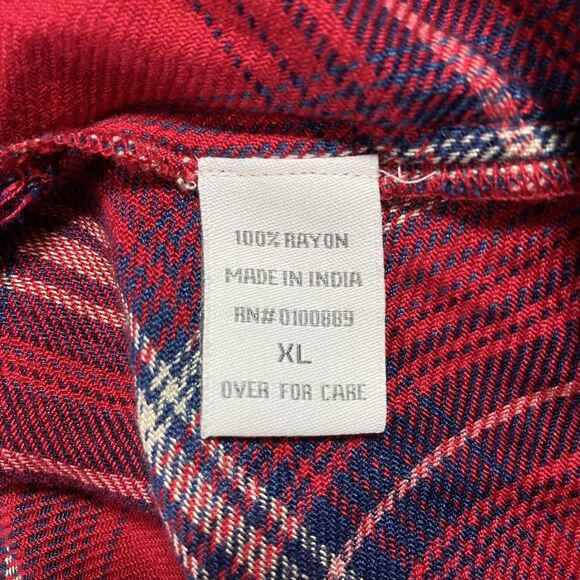 100% RAYON
MADE IN INDIA
RN# 0100889
XL
OVER FOR CARE